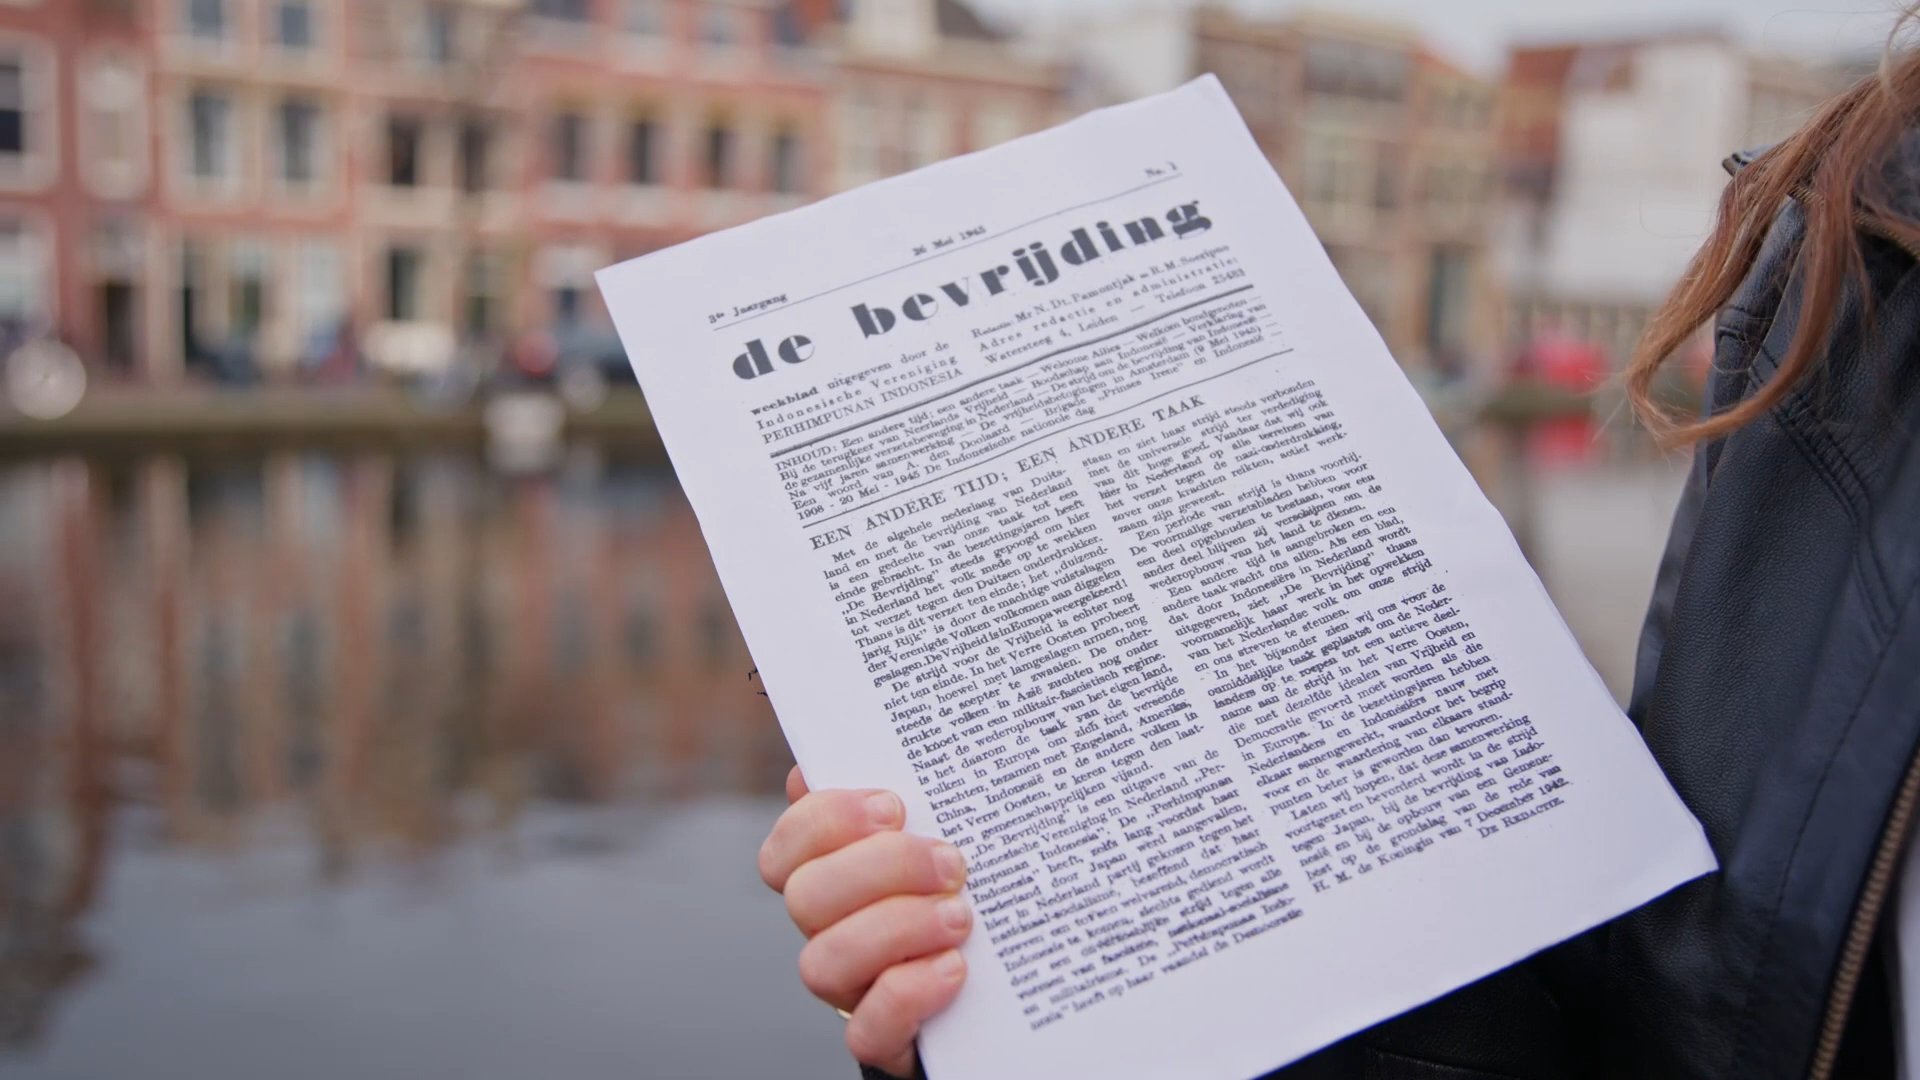 3de Jaargang
26 Mei 1945
No. 1
de bevrijding
weekblad uitgegeven door de
Indonesische Vereniging
PERHIMPUNAN INDONESIA
Redactie: Mr N. Dt. Pamontjak — R. M. Soeripno
Adres redactie en administratie:
Watersteeg 4, Leiden — Telefoon 25483
INHOUD: Een andere tijd; een andere taak — Welcome Allies — Welkom bondgenoten —
Bij de terugkeer van Neerlands Vrijheid — Boodschap aan Indonesië — Verklaring van
de gezamenlijke verzetsbeweging in Nederland — De strijd om de bevrijding van Indonesië —
Na vijf jaren samenwerking — De vrijheidsbetogingen in Amsterdam (9 Mei 1945) —
Een woord van A. den Doolaard — Brigade „Prinses Irene” en Indonesië
1908 - 20 Mei - 1945 De Indonesische nationale dag
EEN ANDERE TIJD; EEN ANDERE TAAK
Met de algehele nederlaag van Duits-
land en met de bevrijding van Nederland
is een gedeelte van onze taak tot een
einde gebracht. In de bezettingsjaren heeft
„De Bevrijding” steeds gepoogd om hier
in Nederland het volk mede op te wekken
tot verzet tegen den Duitsen onderdrukker.
Thans is dit verzet ten einde; het „duizend-
jarig Rijk” is door de machtige vuistslagen
der Verenigde Volken volkomen aan diggelen
geslagen. De Vrijheid is in Europa weergekeerd!
De strijd voor de Vrijheid is echter nog
niet ten einde. In het Verre Oosten probeert
Japan, hoewel met lamgeslagen armen, nog
steeds de scepter te zwaaien. De onder-
drukte volken in Azië zuchten nog onder
de knoet van een militair-fascistisch regime.
Naast de wederopbouw van het eigen land,
is het daarom de taak van de bevrijde
volken in Europa om zich met vereende
krachten, tezamen met Engeland, Amerika,
China, Indonesië en de andere volken in
het Verre Oosten, te keren tegen den laat-
sten gemeenschappelijken vijand.
„De Bevrijding” is een uitgave van de
Indonesische Vereniging in Nederland „Per-
himpunan Indonesia”. De „Perhimpunan
Indonesia” heeft, zelfs lang voordat haar
vaderland door Japan werd aangevallen,
hier in Nederland partij gekozen tegen het
nationaal-socialisme, beseffend dat haar
streven om tot een welvarend, democratisch
Indonesie te komen, slechts gediend wordt
door een onverzoenlijke strijd tegen alle
vormen van fascisme, nationaal-socialisme
en militairisme. De „Perhimpunan Indo-
nesia” heeft op haar vaandel de Democratie
staan en ziet haar strijd steeds verbonden
met de universele strijd ter verdediging
van dit hoge goed. Vandaar dat wij ook
hier in Nederland op alle terreinen van
het verzet tegen de nazi-onderdrukking,
zover onze krachten reikten, actief werk-
zaam zijn geweest.
Een periode van strijd is thans voorbij.
De voormalige verzetsbladen hebben voor
een deel opgehouden te bestaan, voor een
ander deel blijven zij verschijnen om de
wederopbouw van het land te dienen.
Een andere tijd is aangebroken en een
andere taak wacht ons allen. Als een blad,
dat door Indonesiërs in Nederland wordt
uitgegeven, ziet „De Bevrijding” thans
voornamelijk haar werk in het opwekken
van het Nederlandse volk om onze strijd
en ons streven te steunen.
In het bijzonder zien wij ons voor de
onmiddellijke taak geplaatst om de Neder-
landers op te roepen tot een actieve deel-
name aan de strijd in het Verre Oosten,
die met dezelfde idealen van Vrijheid en
Democratie gevoerd moet worden als die
in Europa. In de bezettingsjaren hebben
Nederlanders en Indonesiërs nauw met
elkaar samengewerkt, waardoor het begrip
voor en de waardering van elkaars stand-
punten beter is geworden dan tevoren.
Laten wij hopen, dat deze samenwerking
voortgezet en bevorderd wordt in de strijd
tegen Japan, bij de bevrijding van Indo-
nesië en bij de opbouw van een Gemene-
best op de grondslag van de rede van
H. M. de Koningin van 7 December 1942.
DE REDACTIE.